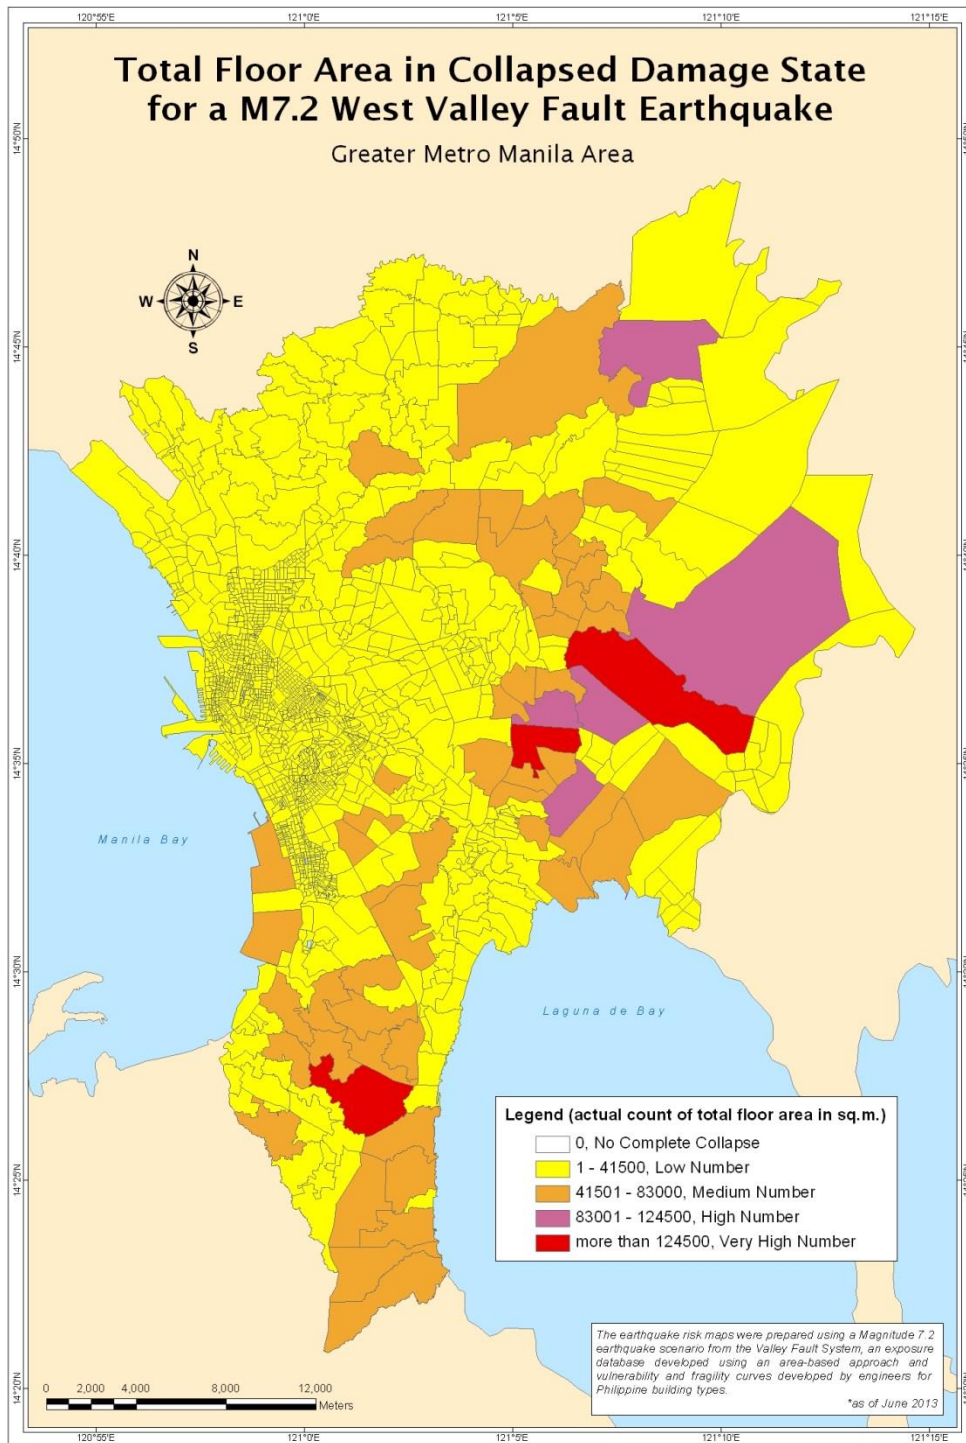 120°55'E 121°0'E 121°5'E 121°10'E 121°15'E
Total Floor Area in Collapsed Damage State
for a M7.2 West Valley Fault Earthquake
Greater Metro Manila Area
14°50'N
N
W E
S
14°45'N
14°40'N
14°35'N
Manila Bay
14°30'N
Laguna de Bay
Legend (actual count of total floor area in sq.m.)
0, No Complete Collapse
1 - 41500, Low Number
41501 - 83000, Medium Number
83001 - 124500, High Number
more than 124500, Very High Number
14°25'N
The earthquake risk maps were prepared using a Magnitude 7.2
earthquake scenario from the Valley Fault System, an exposure
database developed using an area-based approach and
vulnerability and fragility curves developed by engineers for
Philippine building types.
*as of June 2013
14°20'N
0 2,000 4,000 8,000 12,000
Meters
120°55'E 121°0'E 121°5'E 121°10'E 121°15'E